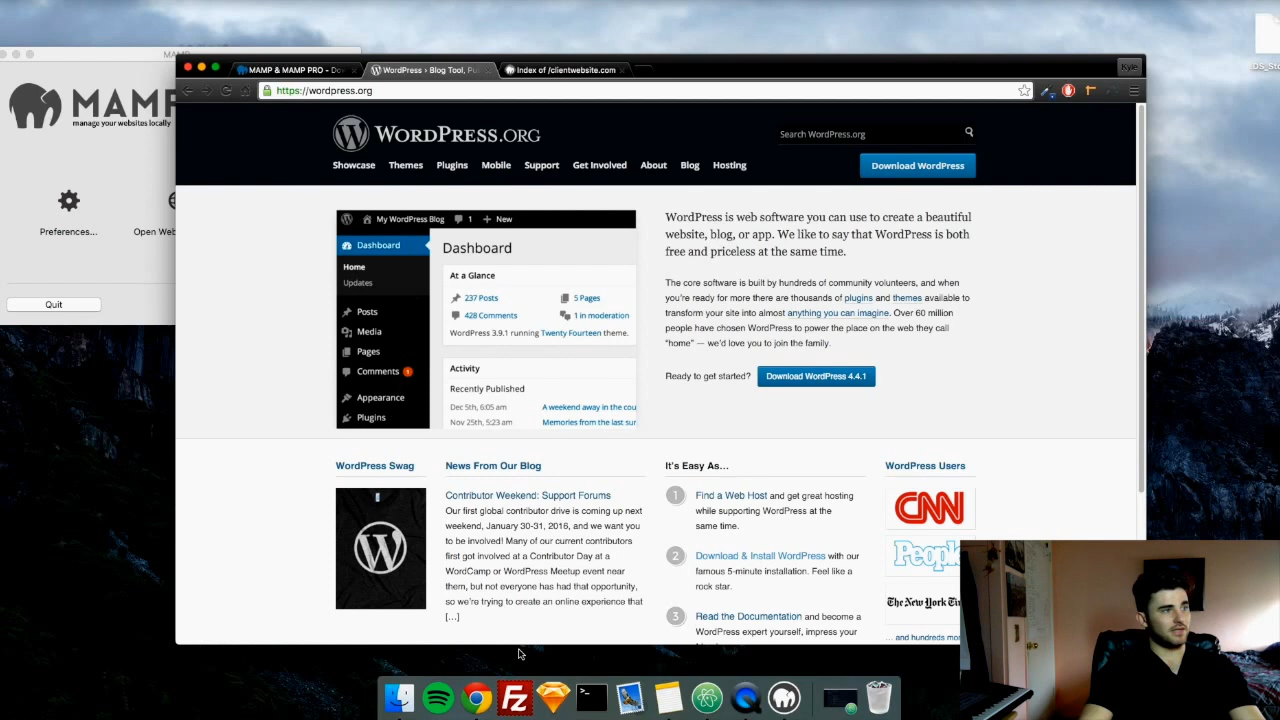 MAMP
MAMP
manage your websites locally
Preferences...
Open Web
Quit
MAMP & MAMP PRO - Do
WordPress › Blog Tool, Pu
Index of /clientwebsite.com
Kyle
https://wordpress.org
WORDPRESS.ORG
Search WordPress.org
Showcase Themes Plugins Mobile Support Get Involved About Blog Hosting
Download WordPress
My WordPress Blog 1 + New
Dashboard
Home
Updates
Posts
Media
Pages
Comments 1
Appearance
Plugins
Dashboard
At a Glance
237 Posts 5 Pages
428 Comments 1 in moderation
WordPress 3.9.1 running Twenty Fourteen theme.
Activity
Recently Published
Dec 5th, 6:05 am A weekend away in the cou
Nov 25th, 5:23 am Memories from the last sur
WordPress is web software you can use to create a beautiful
website, blog, or app. We like to say that WordPress is both
free and priceless at the same time.
The core software is built by hundreds of community volunteers, and when
you’re ready for more there are thousands of plugins and themes available to
transform your site into almost anything you can imagine. Over 60 million
people have chosen WordPress to power the place on the web they call
“home” — we’d love you to join the family.
Ready to get started? Download WordPress 4.4.1
WordPress Swag
News From Our Blog
Contributor Weekend: Support Forums
Our first global contributor drive is coming up next
weekend, January 30-31, 2016, and we want you
to be involved! Many of our current contributors
first got involved at a Contributor Day at a
WordCamp or WordPress Meetup event near
them, but not everyone has had that opportunity,
so we’re trying to create an online experience that
[…]
It’s Easy As…
1 Find a Web Host and get great hosting
while supporting WordPress at the
same time.
2 Download & Install WordPress with our
famous 5-minute installation. Feel like a
rock star.
3 Read the Documentation and become a
WordPress expert yourself, impress your
WordPress Users
CNN
People
The New York Tim
... and hundreds mor
Fz